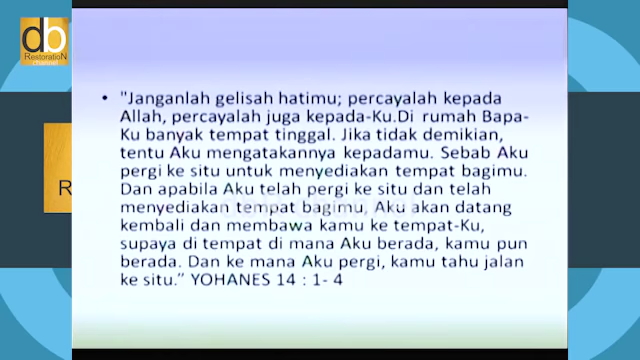 db
RestoratioN
channel
R
• "Janganlah gelisah hatimu; percayalah kepada
Allah, percayalah juga kepada-Ku.Di rumah Bapa-
Ku banyak tempat tinggal. Jika tidak demikian,
tentu Aku mengatakannya kepadamu. Sebab Aku
pergi ke situ untuk menyediakan tempat bagimu.
Dan apabila Aku telah pergi ke situ dan telah
menyediakan tempat bagimu, Aku akan datang
kembali dan membawa kamu ke tempat-Ku,
supaya di tempat di mana Aku berada, kamu pun
berada. Dan ke mana Aku pergi, kamu tahu jalan
ke situ.” YOHANES 14 : 1- 4